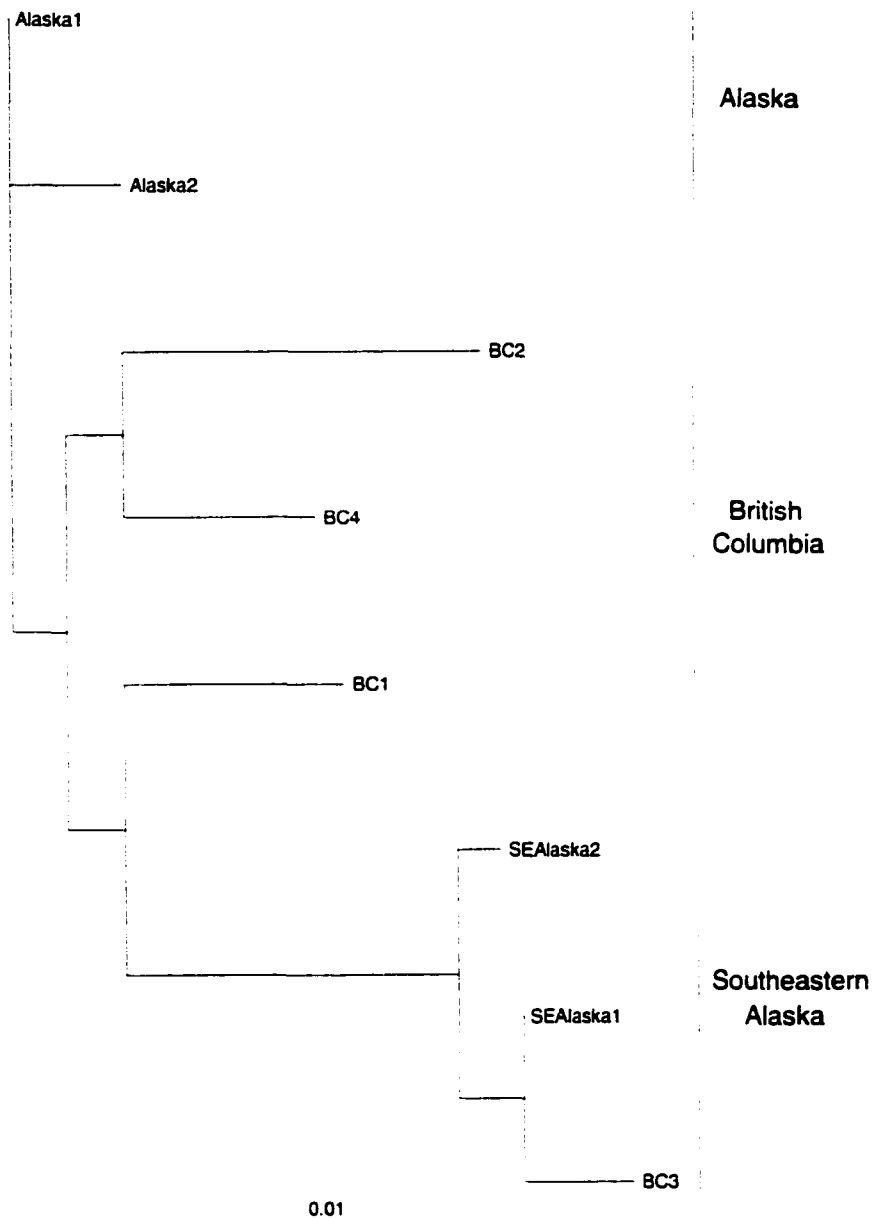 Alaska1
Alaska
Alaska2
BC2
BC4
British
Columbia
BC1
SEAlaska2
Southeastern
Alaska
SEAlaska1
BC3
0.01